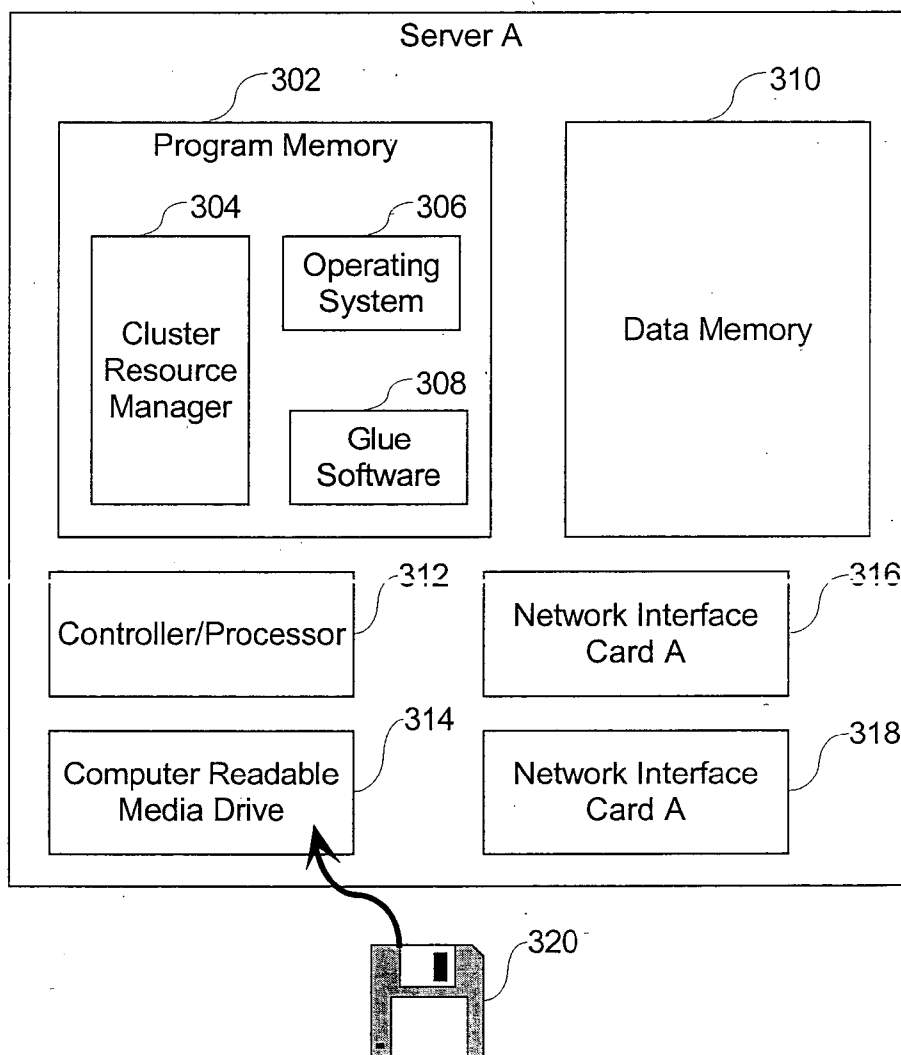 Server A
302
310
Program Memory
304
306
Cluster
Resource
Manager
Operating
System
308
Glue
Software
Data Memory
312
Controller/Processor
316
Network Interface
Card A
314
Computer Readable
Media Drive
318
Network Interface
Card A
320